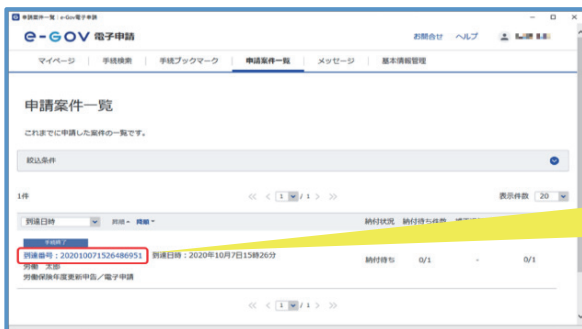 申請案件一覧｜e-Gov電子申請
e-GOV 電子申請
お問合せ ヘルプ
マイページ 手続検索 手続ブックマーク 申請案件一覧 メッセージ 基本情報管理
申請案件一覧
これまでに申請した案件の一覧です。
絞込条件
1件 1 / 1 表示件数 20
到達日時 昇順 降順 納付状況 納付待ち件数
手続終了
到達番号：202010071526486951 到達日時：2020年10月7日15時26分
労働 太郎 納付待ち 0/1 - 0/1
労働保険年度更新申告／電子申請
1 / 1